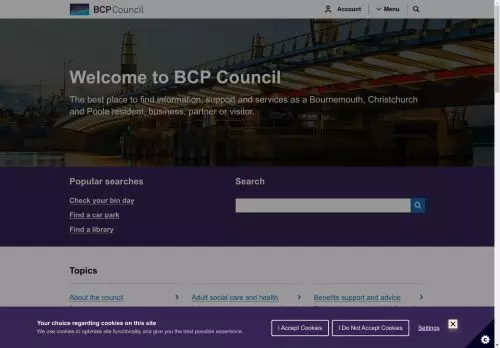 BCP Council
Account
Menu
Welcome to BCP Council
The best place to find information, support and services as a Bournemouth, Christchurch
and Poole resident, business, partner or visitor.
Popular searches
Search
Check your bin day
Find a car park
Find a library
Topics
About the council
Adult social care and health
Benefits support and advice
Your choice regarding cookies on this site
We use cookies to optimise site functionality and give you the best possible experience.
I Accept Cookies
I Do Not Accept Cookies
Settings